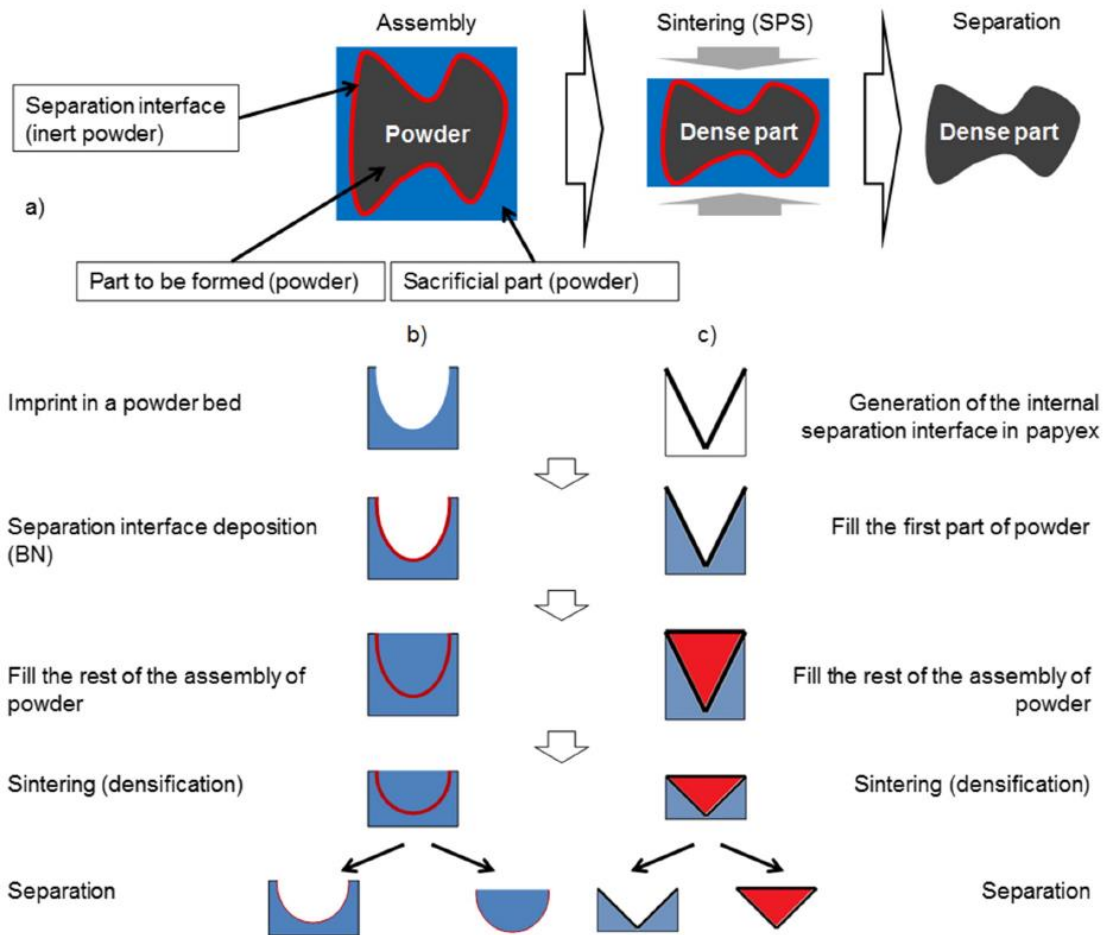 Assembly
Sintering (SPS)
Separation
Separation interface
(inert powder)
Powder
Dense part
Dense part
a)
Part to be formed (powder)
Sacrificial part (powder)
b)
c)
Imprint in a powder bed
Generation of the internal
separation interface in papyex
Separation interface deposition
(BN)
Fill the first part of powder
Fill the rest of the assembly of
powder
Fill the rest of the assembly of
powder
Sintering (densification)
Sintering (densification)
Separation
Separation